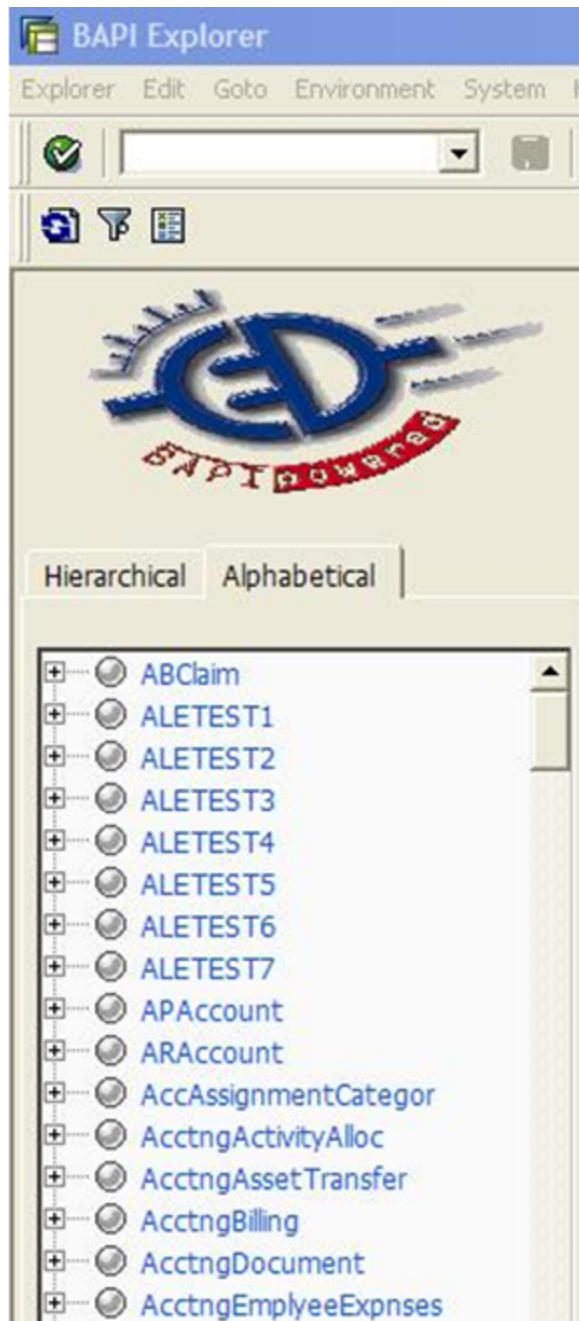 BAPI Explorer
Explorer Edit Goto Environment System
BAPI powered
Hierarchical Alphabetical
ABClaim
ALETEST1
ALETEST2
ALETEST3
ALETEST4
ALETEST5
ALETEST6
ALETEST7
APAccount
ARAccount
AccAssignmentCategor
AcctngActivityAlloc
AcctngAssetTransfer
AcctngBilling
AcctngDocument
AcctngEmplyeeExpnses